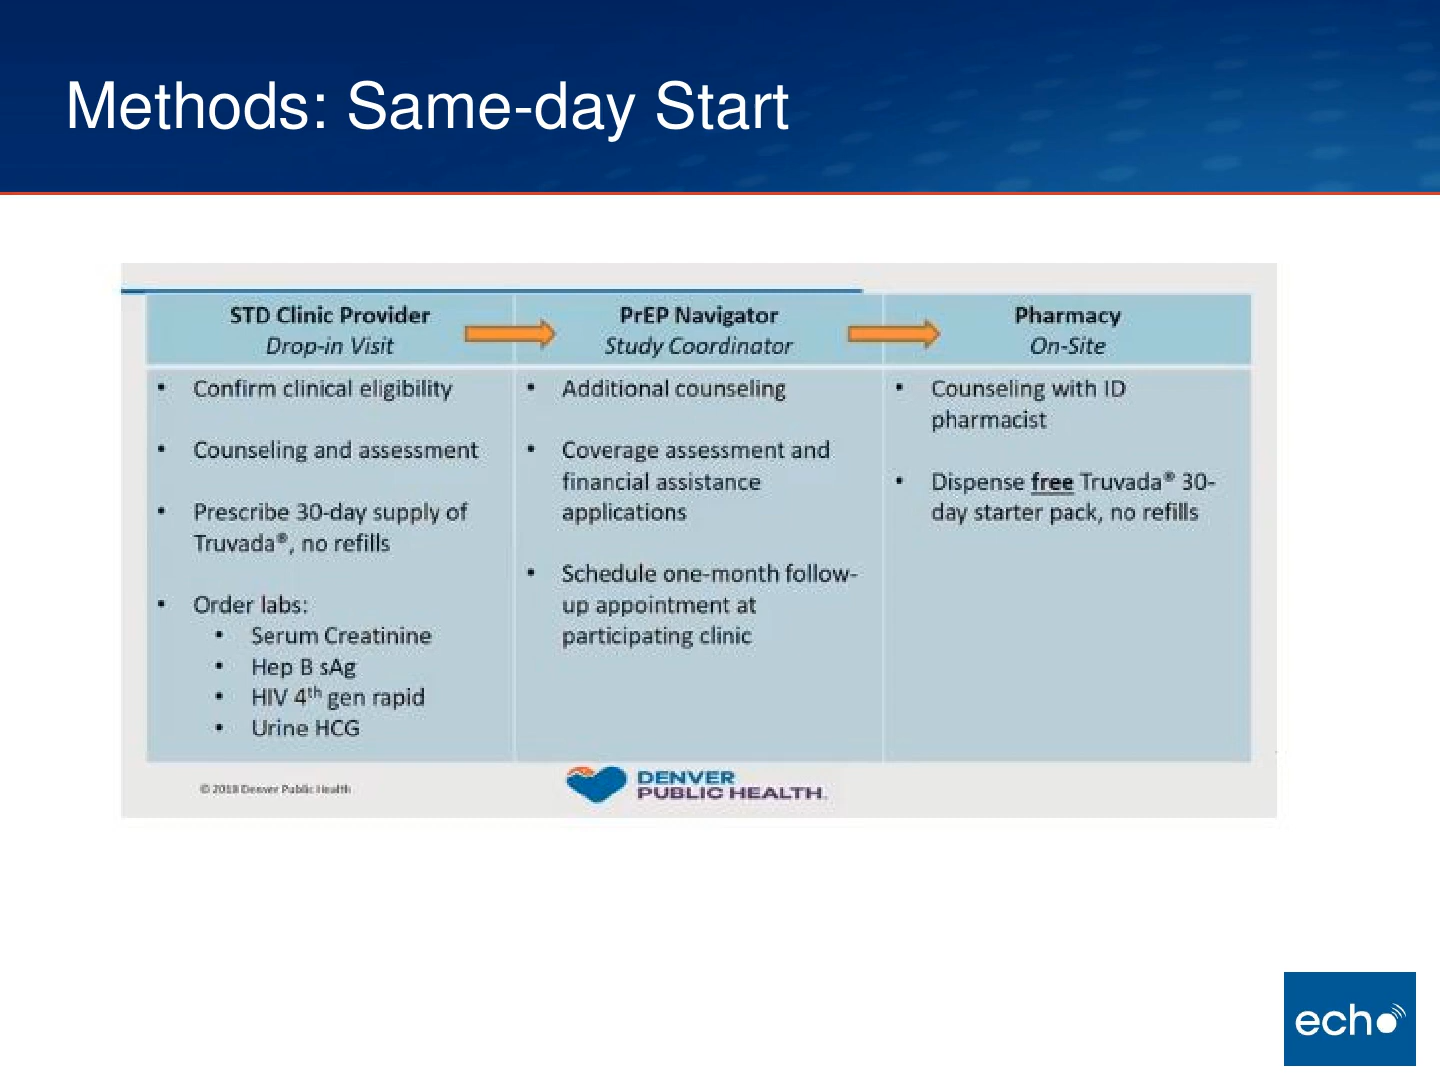 Methods: Same-day Start
STD Clinic Provider
Drop-in Visit
• Confirm clinical eligibility
• Counseling and assessment
• Prescribe 30-day supply of
Truvada®, no refills
• Order labs:
• Serum Creatinine
• Hep B sAg
• HIV 4th gen rapid
• Urine HCG
PrEP Navigator
Study Coordinator
• Additional counseling
• Coverage assessment and
financial assistance
applications
• Schedule one-month follow-
up appointment at
participating clinic
Pharmacy
On-Site
• Counseling with ID
pharmacist
• Dispense free Truvada® 30-
day starter pack, no refills
© 2018 Denver Public Health
DENVER
PUBLIC HEALTH.
echo